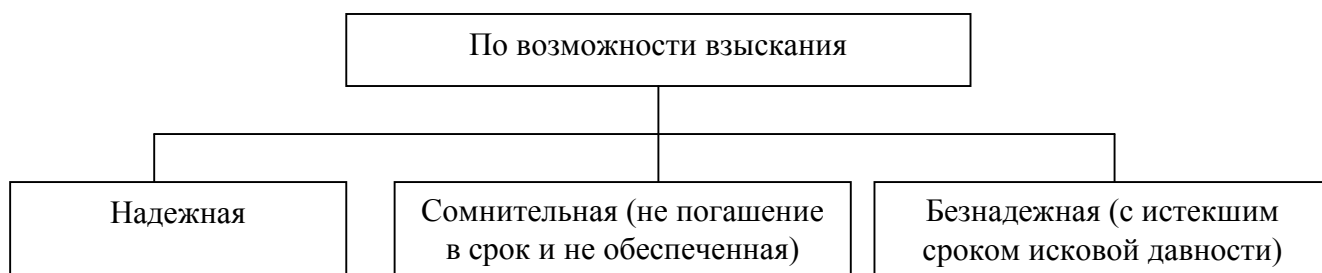 По возможности взыскания
Надежная
Сомнительная (не погашение
в срок и не обеспеченная)
Безнадежная (с истекшим
сроком исковой давности)